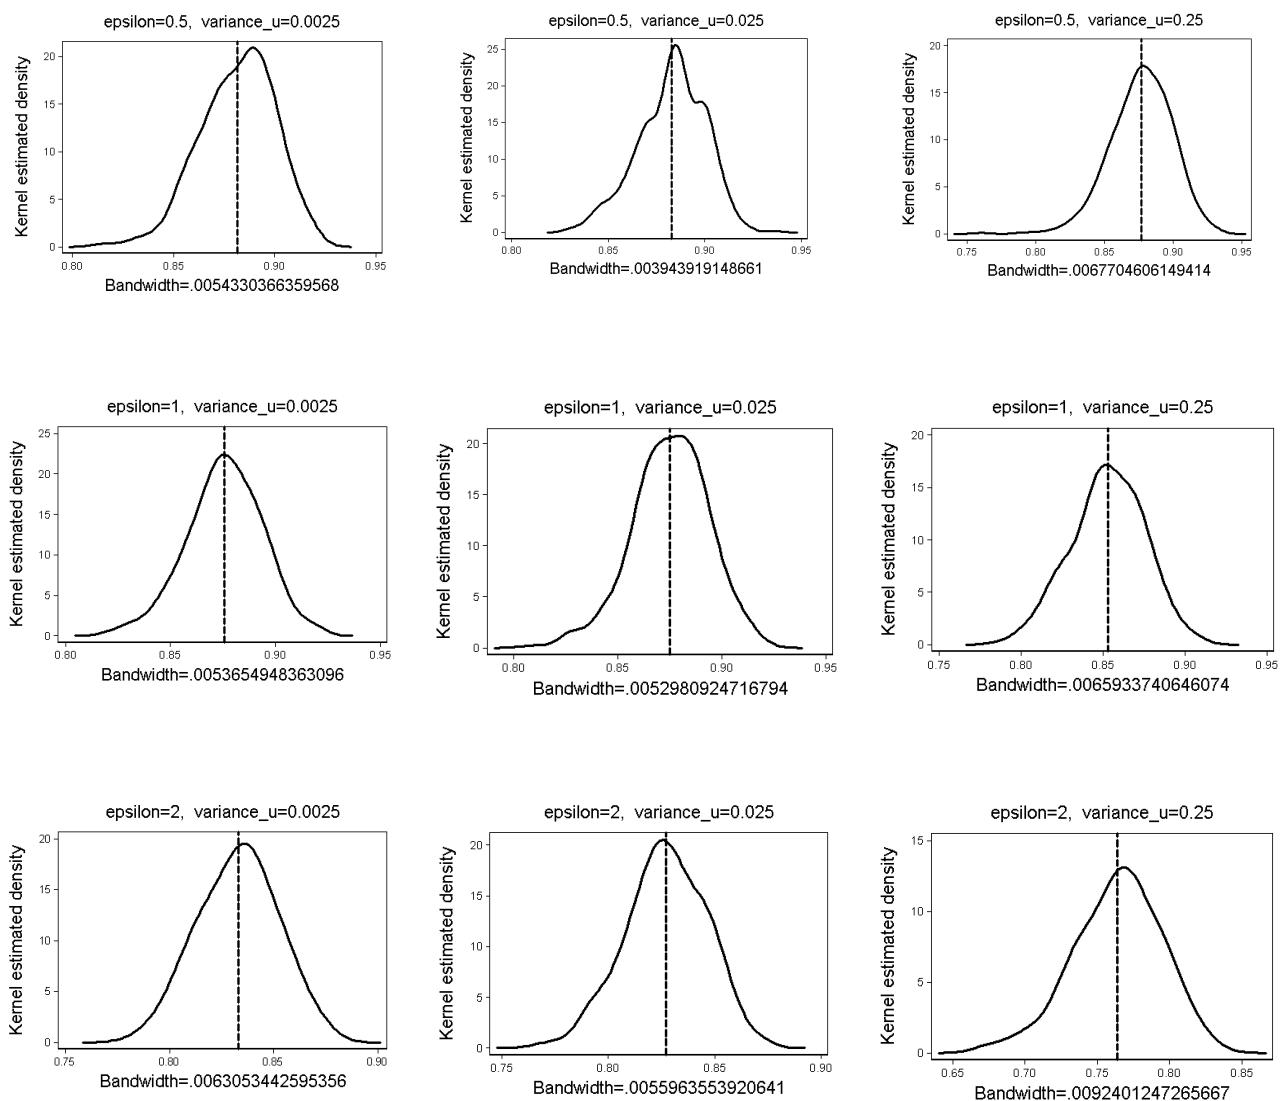 epsilon=0.5, variance_u=0.0025
Kernel estimated density
20
15
10
5
0
0.80 0.85 0.90 0.95
Bandwidth=.00543303663595​68
epsilon=0.5, variance_u=0.025
Kernel estimated density
25
20
15
10
5
0
0.80 0.85 0.90 0.95
Bandwidth=.003943919148661
epsilon=0.5, variance_u=0.25
Kernel estimated density
20
15
10
5
0
0.75 0.80 0.85 0.90 0.95
Bandwidth=.0067704606149414
epsilon=1, variance_u=0.0025
Kernel estimated density
25
20
15
10
5
0
0.80 0.85 0.90 0.95
Bandwidth=.0053654948363096
epsilon=1, variance_u=0.025
Kernel estimated density
20
15
10
5
0
0.80 0.85 0.90 0.95
Bandwidth=.0052980924716794
epsilon=1, variance_u=0.25
Kernel estimated density
20
15
10
5
0
0.75 0.80 0.85 0.90 0.95
Bandwidth=.0065933740646074
epsilon=2, variance_u=0.0025
Kernel estimated density
20
15
10
5
0
0.75 0.80 0.85 0.90
Bandwidth=.0063053442595356
epsilon=2, variance_u=0.025
Kernel estimated density
20
15
10
5
0
0.75 0.80 0.85 0.90
Bandwidth=.0055963553920641
epsilon=2, variance_u=0.25
Kernel estimated density
15
10
5
0
0.65 0.70 0.75 0.80 0.85
Bandwidth=.0092401247265667